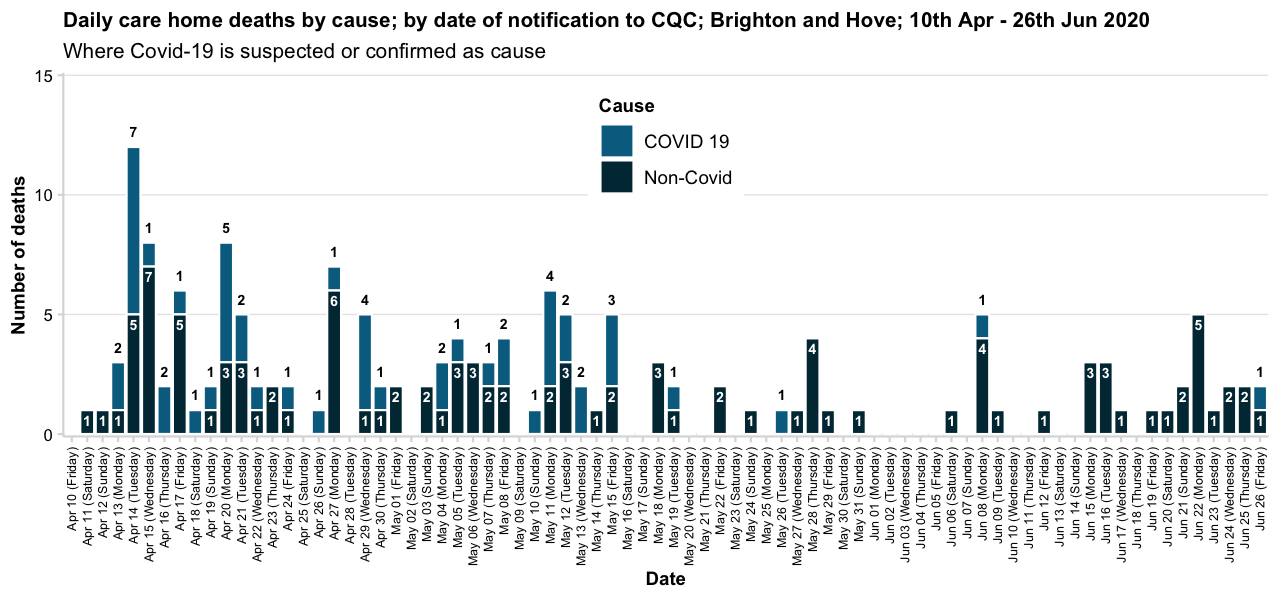 Daily care home deaths by cause; by date of notification to CQC; Brighton and Hove; 10th Apr - 26th Jun 2020
Where Covid-19 is suspected or confirmed as cause
Number of deaths
15
10
5
0
Cause
COVID 19
Non-Covid
1
1
2
1
7
5
1
7
2
1
5
1
1
1
5
3
2
3
1
1
2
1
1
1
1
6
4
1
1
1
2
2
2
1
1
3
3
1
2
2
2
1
4
2
2
3
2
1
3
2
3
1
1
2
1
1
1
4
1
1
1
1
4
1
1
3
3
1
1
1
2
5
1
2
2
1
1
Apr 10 (Friday)
Apr 11 (Saturday)
Apr 12 (Sunday)
Apr 13 (Monday)
Apr 14 (Tuesday)
Apr 15 (Wednesday)
Apr 16 (Thursday)
Apr 17 (Friday)
Apr 18 (Saturday)
Apr 19 (Sunday)
Apr 20 (Monday)
Apr 21 (Tuesday)
Apr 22 (Wednesday)
Apr 23 (Thursday)
Apr 24 (Friday)
Apr 25 (Saturday)
Apr 26 (Sunday)
Apr 27 (Monday)
Apr 28 (Tuesday)
Apr 29 (Wednesday)
Apr 30 (Thursday)
May 01 (Friday)
May 02 (Saturday)
May 03 (Sunday)
May 04 (Monday)
May 05 (Tuesday)
May 06 (Wednesday)
May 07 (Thursday)
May 08 (Friday)
May 09 (Saturday)
May 10 (Sunday)
May 11 (Monday)
May 12 (Tuesday)
May 13 (Wednesday)
May 14 (Thursday)
May 15 (Friday)
May 16 (Saturday)
May 17 (Sunday)
May 18 (Monday)
May 19 (Tuesday)
May 20 (Wednesday)
May 21 (Thursday)
May 22 (Friday)
May 23 (Saturday)
May 24 (Sunday)
May 25 (Monday)
May 26 (Tuesday)
May 27 (Wednesday)
May 28 (Thursday)
May 29 (Friday)
May 30 (Saturday)
May 31 (Sunday)
Jun 01 (Monday)
Jun 02 (Tuesday)
Jun 03 (Wednesday)
Jun 04 (Thursday)
Jun 05 (Friday)
Jun 06 (Saturday)
Jun 07 (Sunday)
Jun 08 (Monday)
Jun 09 (Tuesday)
Jun 10 (Wednesday)
Jun 11 (Thursday)
Jun 12 (Friday)
Jun 13 (Saturday)
Jun 14 (Sunday)
Jun 15 (Monday)
Jun 16 (Tuesday)
Jun 17 (Wednesday)
Jun 18 (Thursday)
Jun 19 (Friday)
Jun 20 (Saturday)
Jun 21 (Sunday)
Jun 22 (Monday)
Jun 23 (Tuesday)
Jun 24 (Wednesday)
Jun 25 (Thursday)
Jun 26 (Friday)
Date